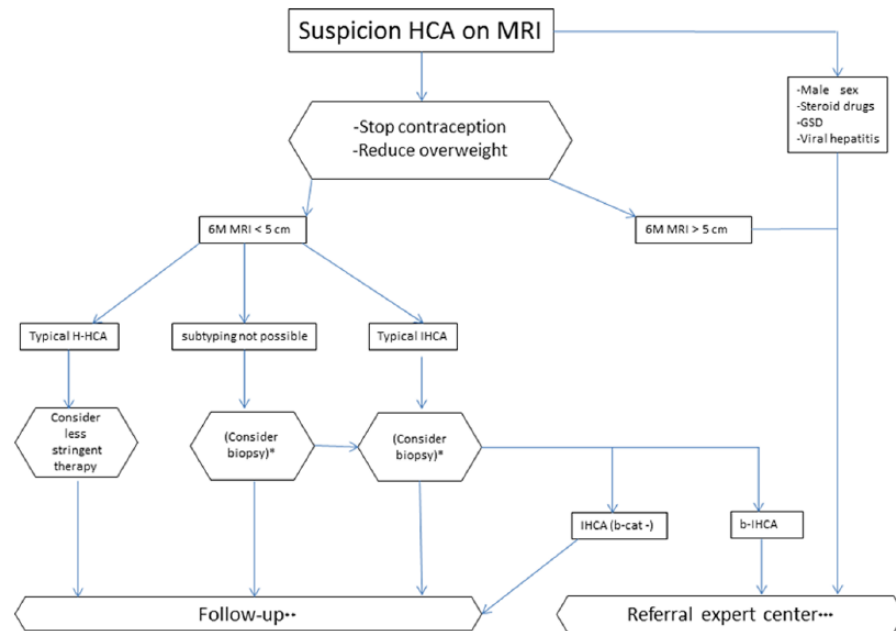 Suspicion HCA on MRI
-Male sex
-Steroid drugs
-GSD
-Viral hepatitis
-Stop contraception
-Reduce overweight
6M MRI < 5 cm
6M MRI > 5 cm
Typical H-HCA
subtyping not possible
Typical IHCA
Consider
less
stringent
therapy
(Consider
biopsy)*
(Consider
biopsy)*
IHCA (b-cat -)
b-IHCA
Follow-up••
Referral expert center•••